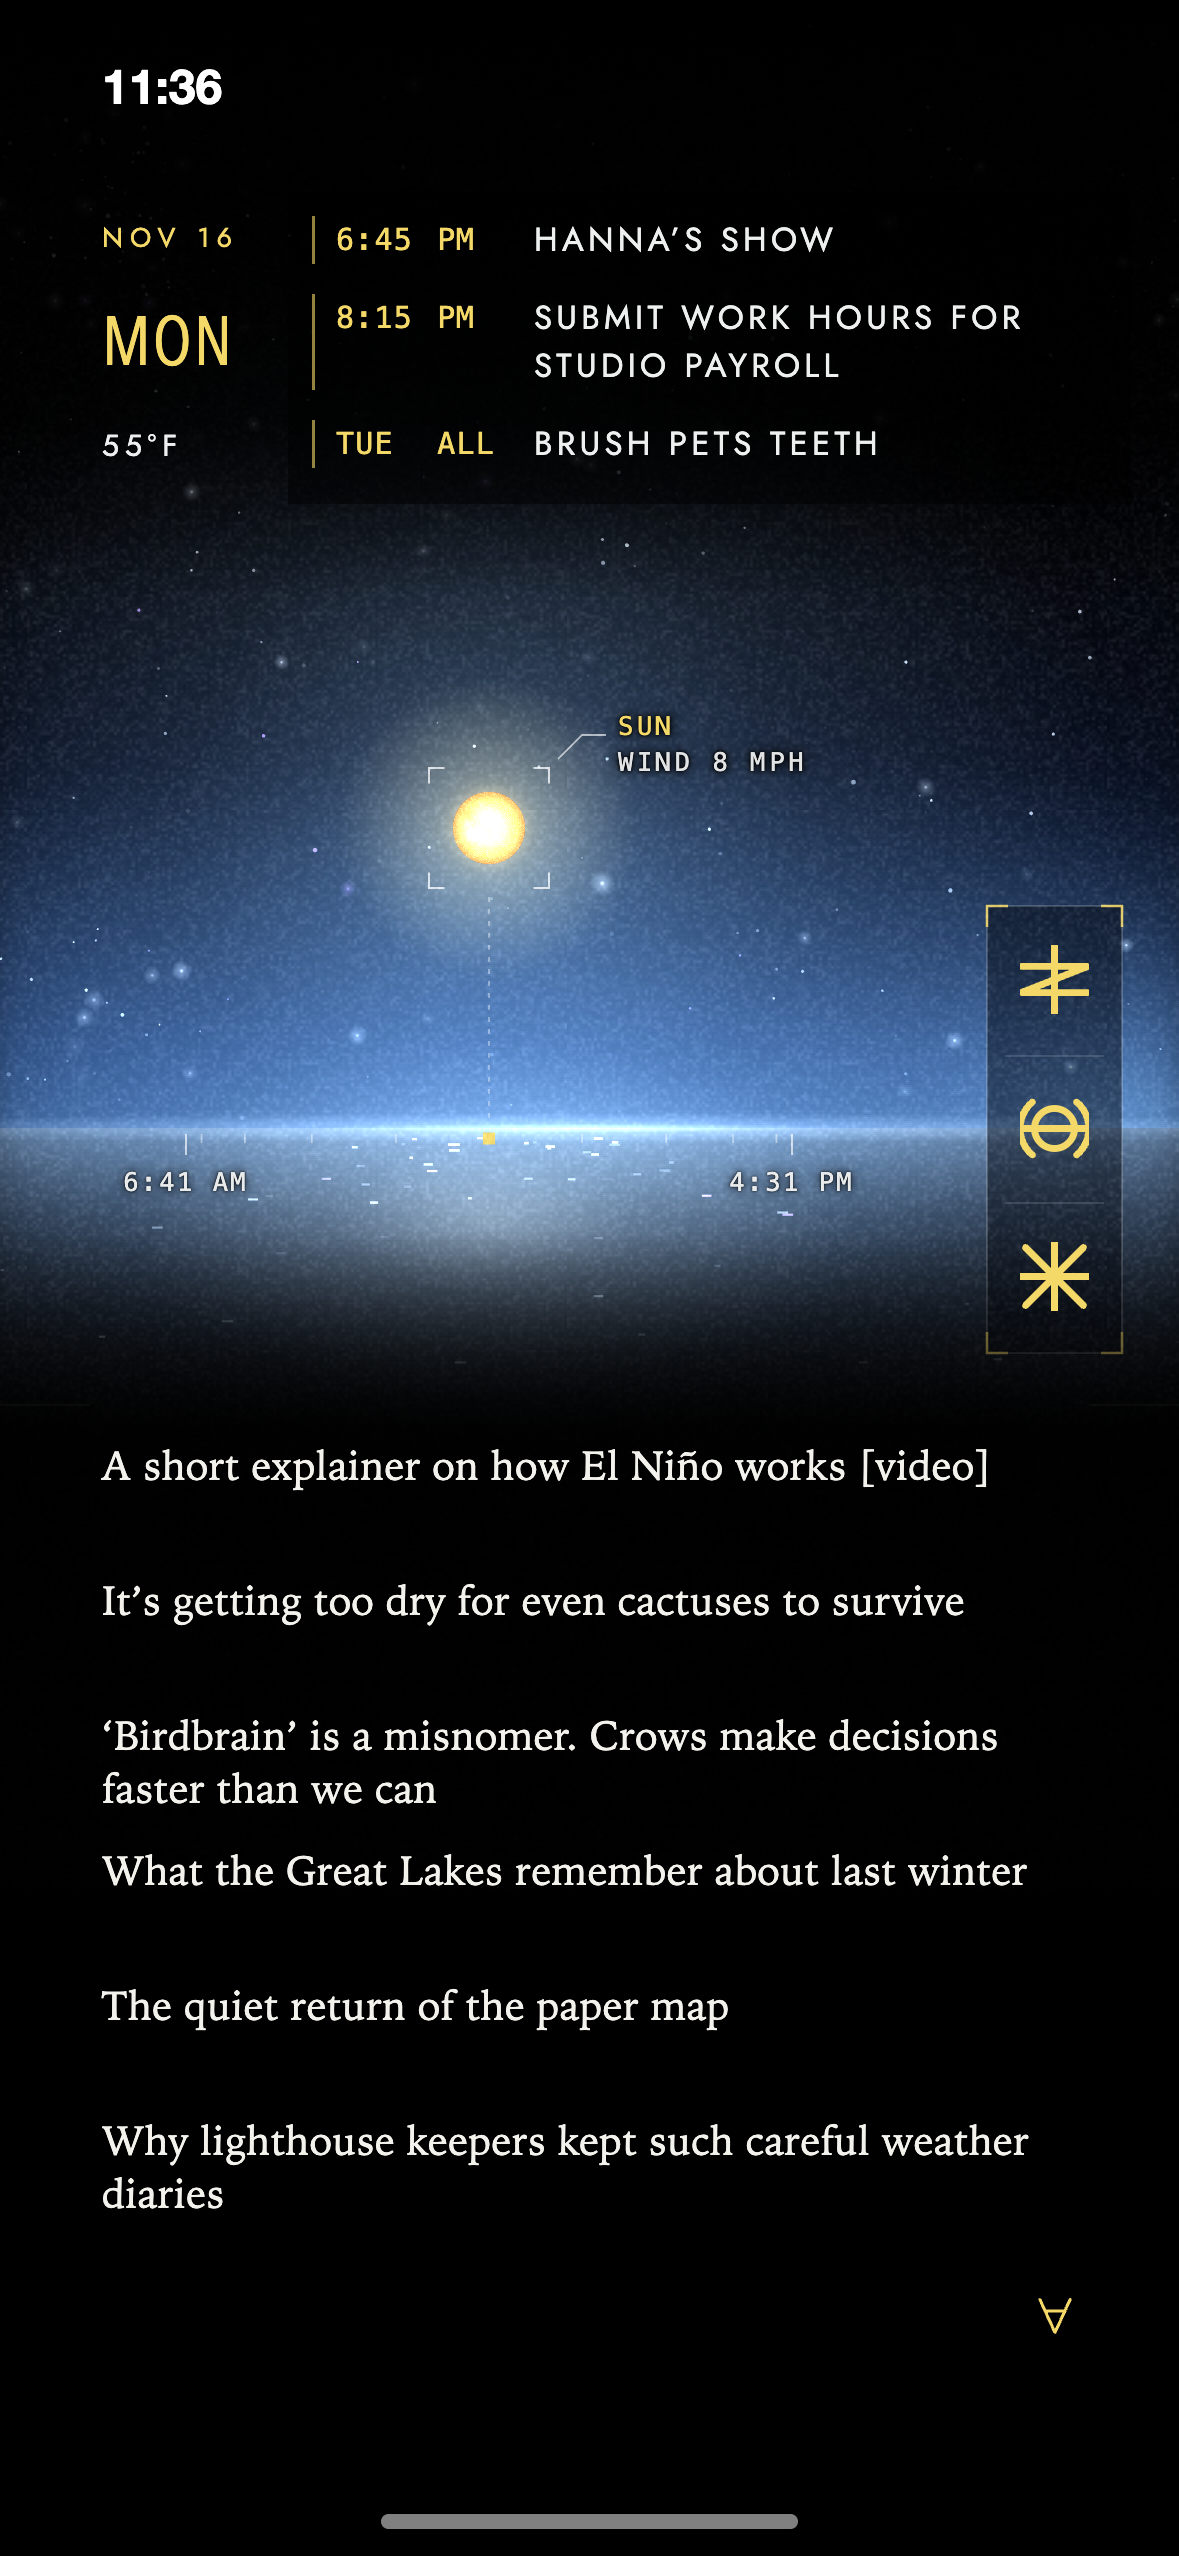 11:36
NOV 16
MON
55°F
6:45 PM HANNA’S SHOW
8:15 PM SUBMIT WORK HOURS FOR
STUDIO PAYROLL
TUE ALL BRUSH PETS TEETH
SUN
WIND 8 MPH
6:41 AM
4:31 PM
A short explainer on how El Niño works [video]
It’s getting too dry for even cactuses to survive
‘Birdbrain’ is a misnomer. Crows make decisions
faster than we can
What the Great Lakes remember about last winter
The quiet return of the paper map
Why lighthouse keepers kept such careful weather
diaries